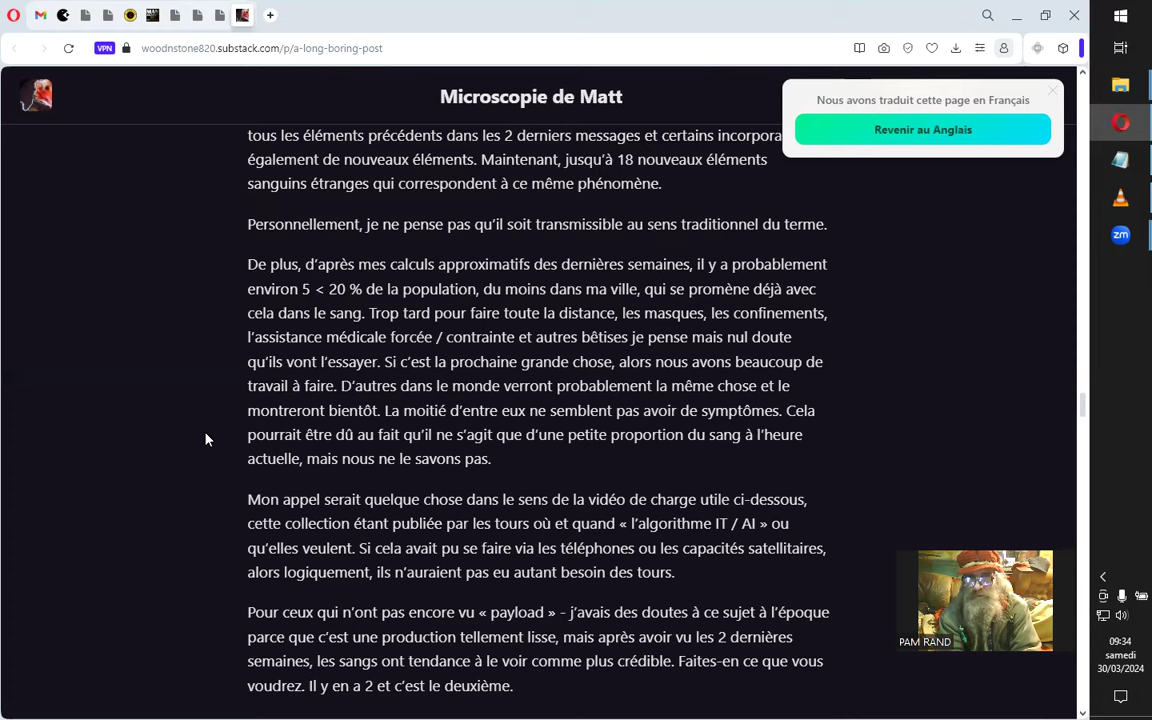 VPN
woodnstone820.substack.com/p/a-long-boring-post
Microscopie de Matt
Nous avons traduit cette page en Français
Revenir au Anglais
tous les éléments précédents dans les 2 derniers messages et certains
également de nouveaux éléments. Maintenant, jusqu’à 18 nouveaux éléments
sanguins étranges qui correspondent à ce même phénomène.
Personnellement, je ne pense pas qu’il soit transmissible au sens traditionnel du terme.
De plus, d’après mes calculs approximatifs des dernières semaines, il y a probablement
environ 5 < 20 % de la population, du moins dans ma ville, qui se promène déjà avec
cela dans le sang. Trop tard pour faire toute la distance, les masques, les confinements,
l’assistance médicale forcée / contrainte et autres bêtises je pense mais nul doute
qu’ils vont l’essayer. Si c’est la prochaine grande chose, alors nous avons beaucoup de
travail à faire. D’autres dans le monde verront probablement la même chose et le
montreront bientôt. La moitié d’entre eux ne semblent pas avoir de symptômes. Cela
pourrait être dû au fait qu’il ne s’agit que d’une petite proportion du sang à l’heure
actuelle, mais nous ne le savons pas.
Mon appel serait quelque chose dans le sens de la vidéo de charge utile ci-dessous,
cette collection étant publiée par les tours où et quand « l’algorithme IT / AI » ou
qu’elles veulent. Si cela avait pu se faire via les téléphones ou les capacités satellitaires,
alors logiquement, ils n’auraient pas eu autant besoin des tours.
Pour ceux qui n’ont pas encore vu « payload » - j’avais des doutes à ce sujet à l’époque
parce que c’est une production tellement lisse, mais après avoir vu les 2 dernières
semaines, les sangs ont tendance à le voir comme plus crédible. Faites-en ce que vous
voudrez. Il y en a 2 et c’est le deuxième.
PAM RAND
zm
09:34
samedi
30/03/2024